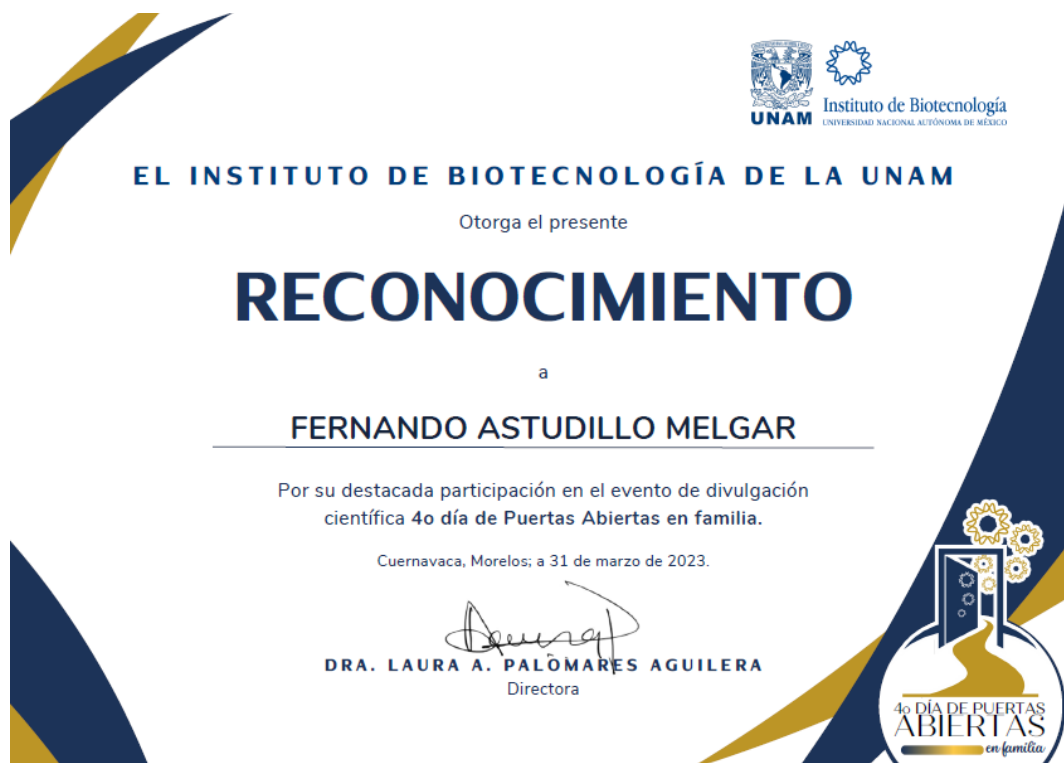 UNAM
Instituto de Biotecnología
UNIVERSIDAD NACIONAL AUTÓNOMA DE MÉXICO
EL INSTITUTO DE BIOTECNOLOGÍA DE LA UNAM
Otorga el presente
RECONOCIMIENTO
a
FERNANDO ASTUDILLO MELGAR
Por su destacada participación en el evento de divulgación
científica 4o día de Puertas Abiertas en familia.
Cuernavaca, Morelos; a 31 de marzo de 2023.
DRA. LAURA A. PALOMARES AGUILERA
Directora
4o DÍA DE PUERTAS
ABIERTAS
en familia